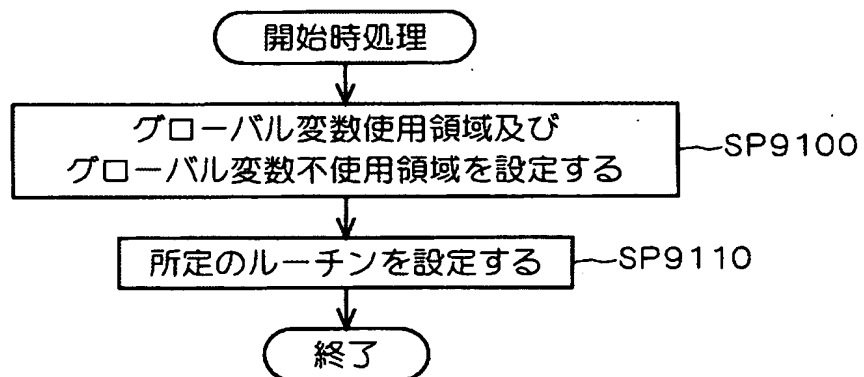 開始時処理
グローバル変数使用領域及び
グローバル変数不使用領域を設定する
SP9100
所定のルーチンを設定する
SP9110
終了